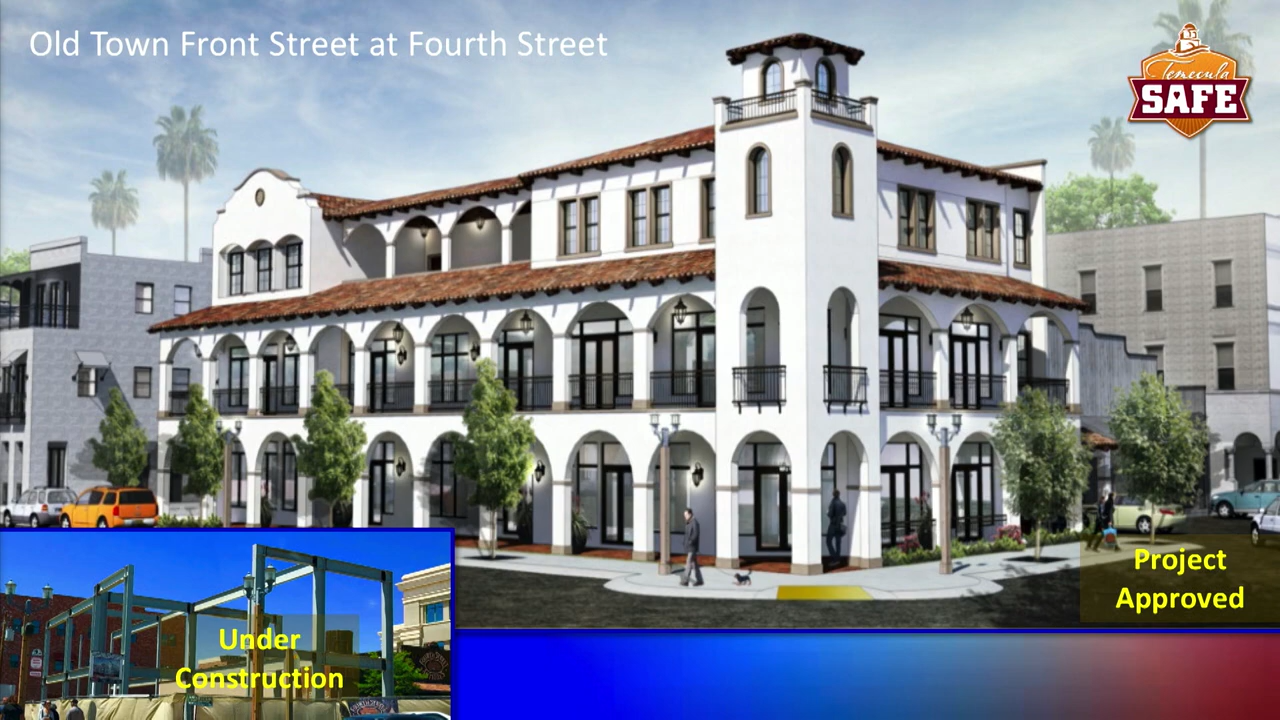 Old Town Front Street at Fourth Street
Temecula
SAFE
Project
Approved
Under
Construction